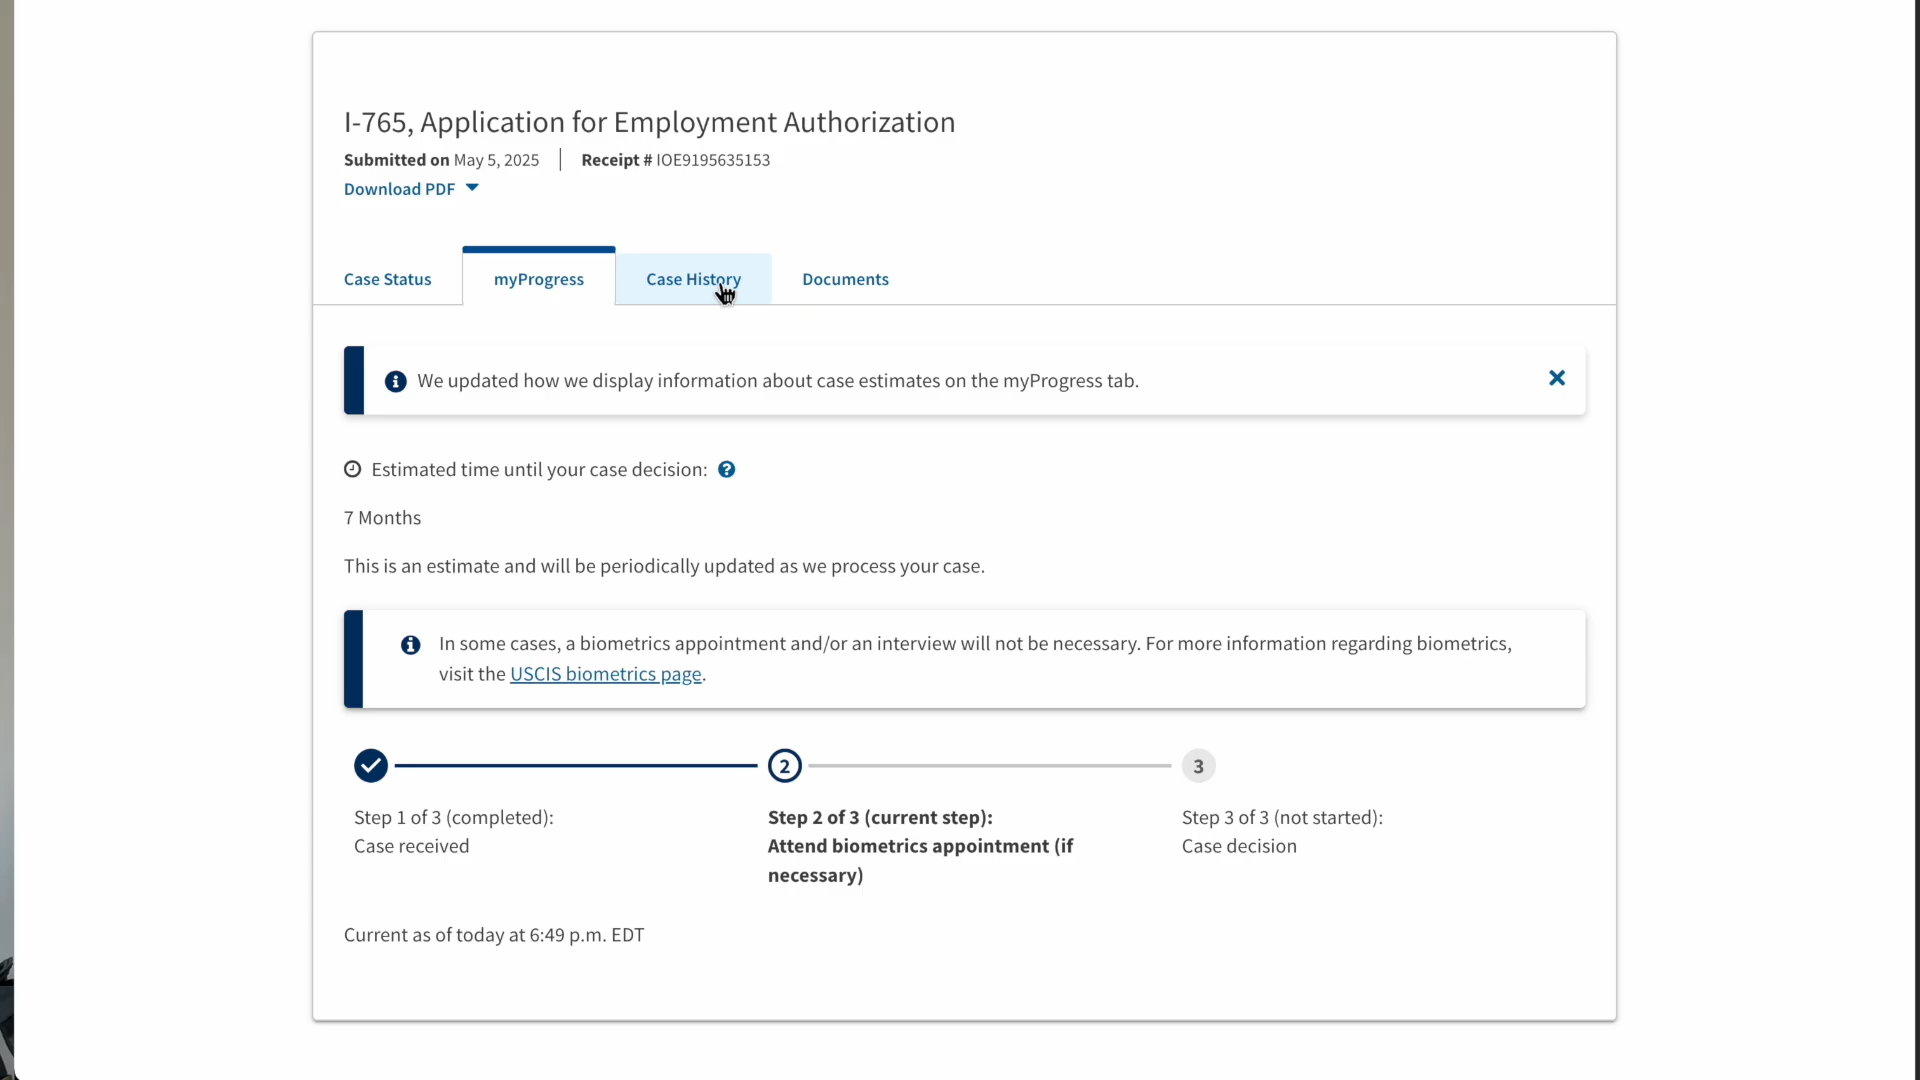 I-765, Application for Employment Authorization
Submitted on May 5, 2025 Receipt # IOE9195635153
Download PDF
Case Status myProgress Case History Documents
We updated how we display information about case estimates on the myProgress tab.
Estimated time until your case decision:
7 Months
This is an estimate and will be periodically updated as we process your case.
In some cases, a biometrics appointment and/or an interview will not be necessary. For more information regarding biometrics,
visit the USCIS biometrics page.
2 3
Step 1 of 3 (completed):
Case received
Step 2 of 3 (current step):
Attend biometrics appointment (if
necessary)
Step 3 of 3 (not started):
Case decision
Current as of today at 6:49 p.m. EDT